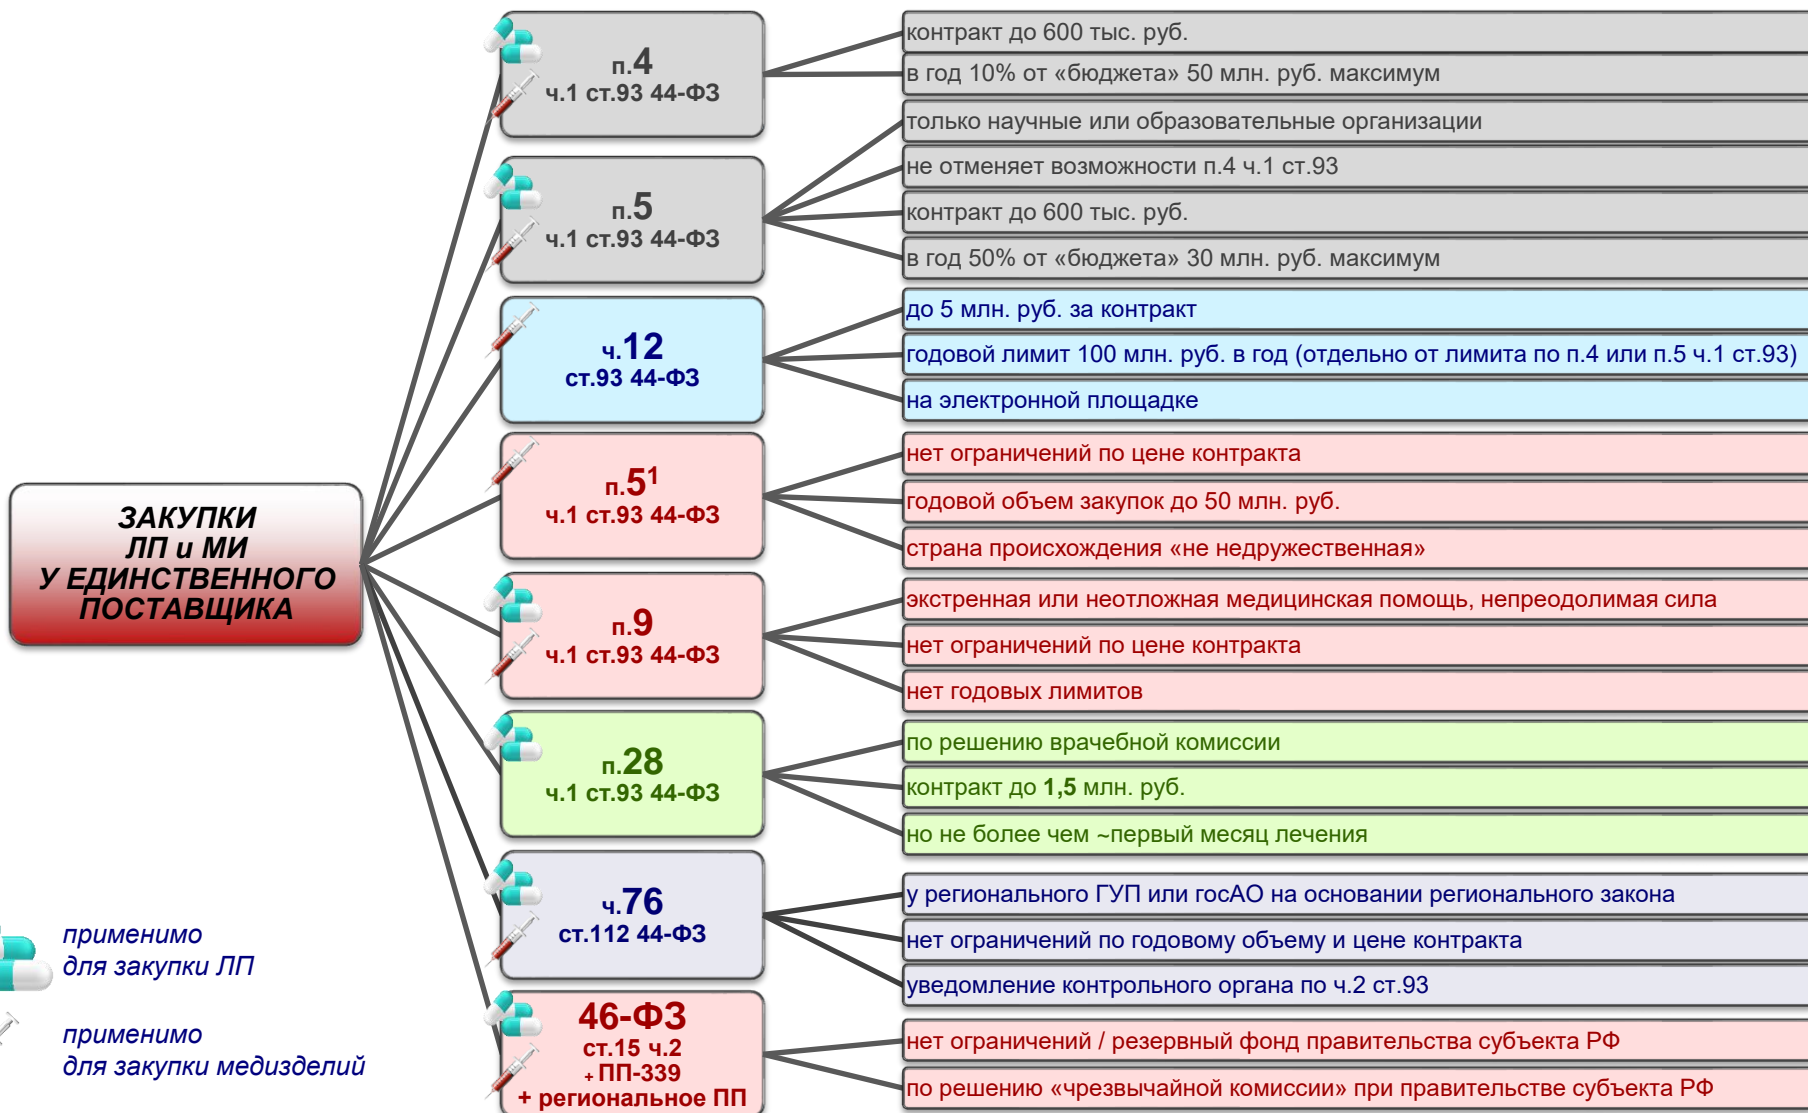 ЗАКУПКИ
ЛП и МИ
У ЕДИНСТВЕННОГО
ПОСТАВЩИКА
п.4
ч.1 ст.93 44-ФЗ
контракт до 600 тыс. руб.
в год 10% от «бюджета» 50 млн. руб. максимум
п.5
ч.1 ст.93 44-ФЗ
только научные или образовательные организации
не отменяет возможности п.4 ч.1 ст.93
контракт до 600 тыс. руб.
в год 50% от «бюджета» 30 млн. руб. максимум
ч.12
ст.93 44-ФЗ
до 5 млн. руб. за контракт
годовой лимит 100 млн. руб. в год (отдельно от лимита по п.4 или п.5 ч.1 ст.93)
на электронной площадке
п.5¹
ч.1 ст.93 44-ФЗ
нет ограничений по цене контракта
годовой объем закупок до 50 млн. руб.
страна происхождения «не недружественная»
п.9
ч.1 ст.93 44-ФЗ
экстренная или неотложная медицинская помощь, непреодолимая сила
нет ограничений по цене контракта
нет годовых лимитов
п.28
ч.1 ст.93 44-ФЗ
по решению врачебной комиссии
контракт до 1,5 млн. руб.
но не более чем ~первый месяц лечения
ч.76
ст.112 44-ФЗ
у регионального ГУП или госАО на основании регионального закона
нет ограничений по годовому объему и цене контракта
уведомление контрольного органа по ч.2 ст.93
46-ФЗ
ст.15 ч.2
+ ПП-339
+ региональное ПП
нет ограничений / резервный фонд правительства субъекта РФ
по решению «чрезвычайной комиссии» при правительстве субъекта РФ
применимо
для закупки ЛП
применимо
для закупки медизделий